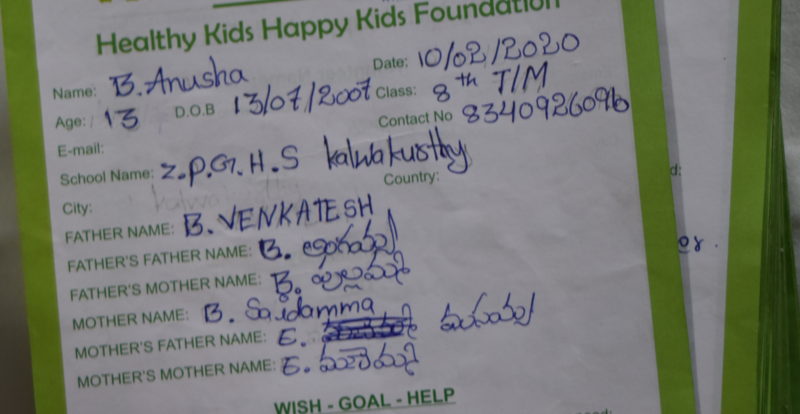 Healthy Kids Happy Kids Foundation
Name: B. Anusha Date: 10/02/2020
Age: 13 D.O.B 13/07/2007 Class: 8th T/M
E-mail: Contact No 8340926096
School Name: Z.P.G.H.S kalwakurthy
City: Country:
FATHER NAME: B. VENKATESH
FATHER'S FATHER NAME: B.
FATHER'S MOTHER NAME: B. పుల్లమ్మ
MOTHER NAME: B. Saidamma
MOTHER'S FATHER NAME: E.
MOTHER'S MOTHER NAME: E.
WISH - GOAL - HELP